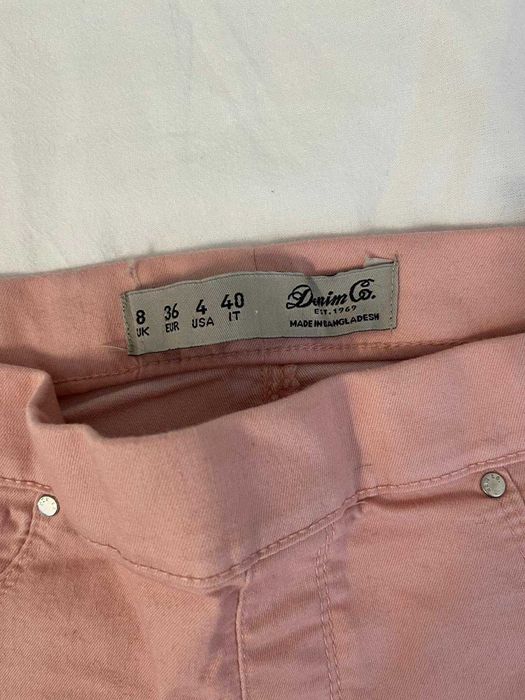 8 36 4 40
UK EUR USA IT
Denim Co.
EST. 1969
MADE IN BANGLADESH